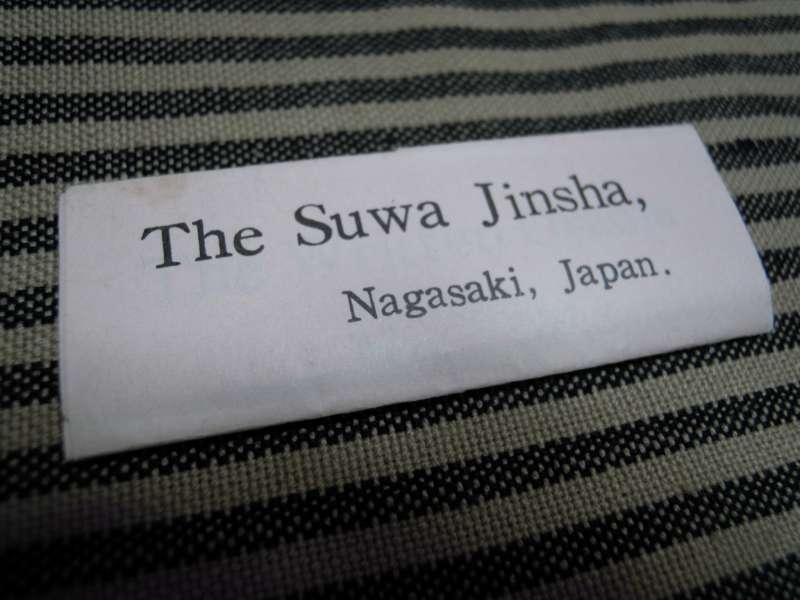 The Suwa Jinsha,
Nagasaki, Japan.